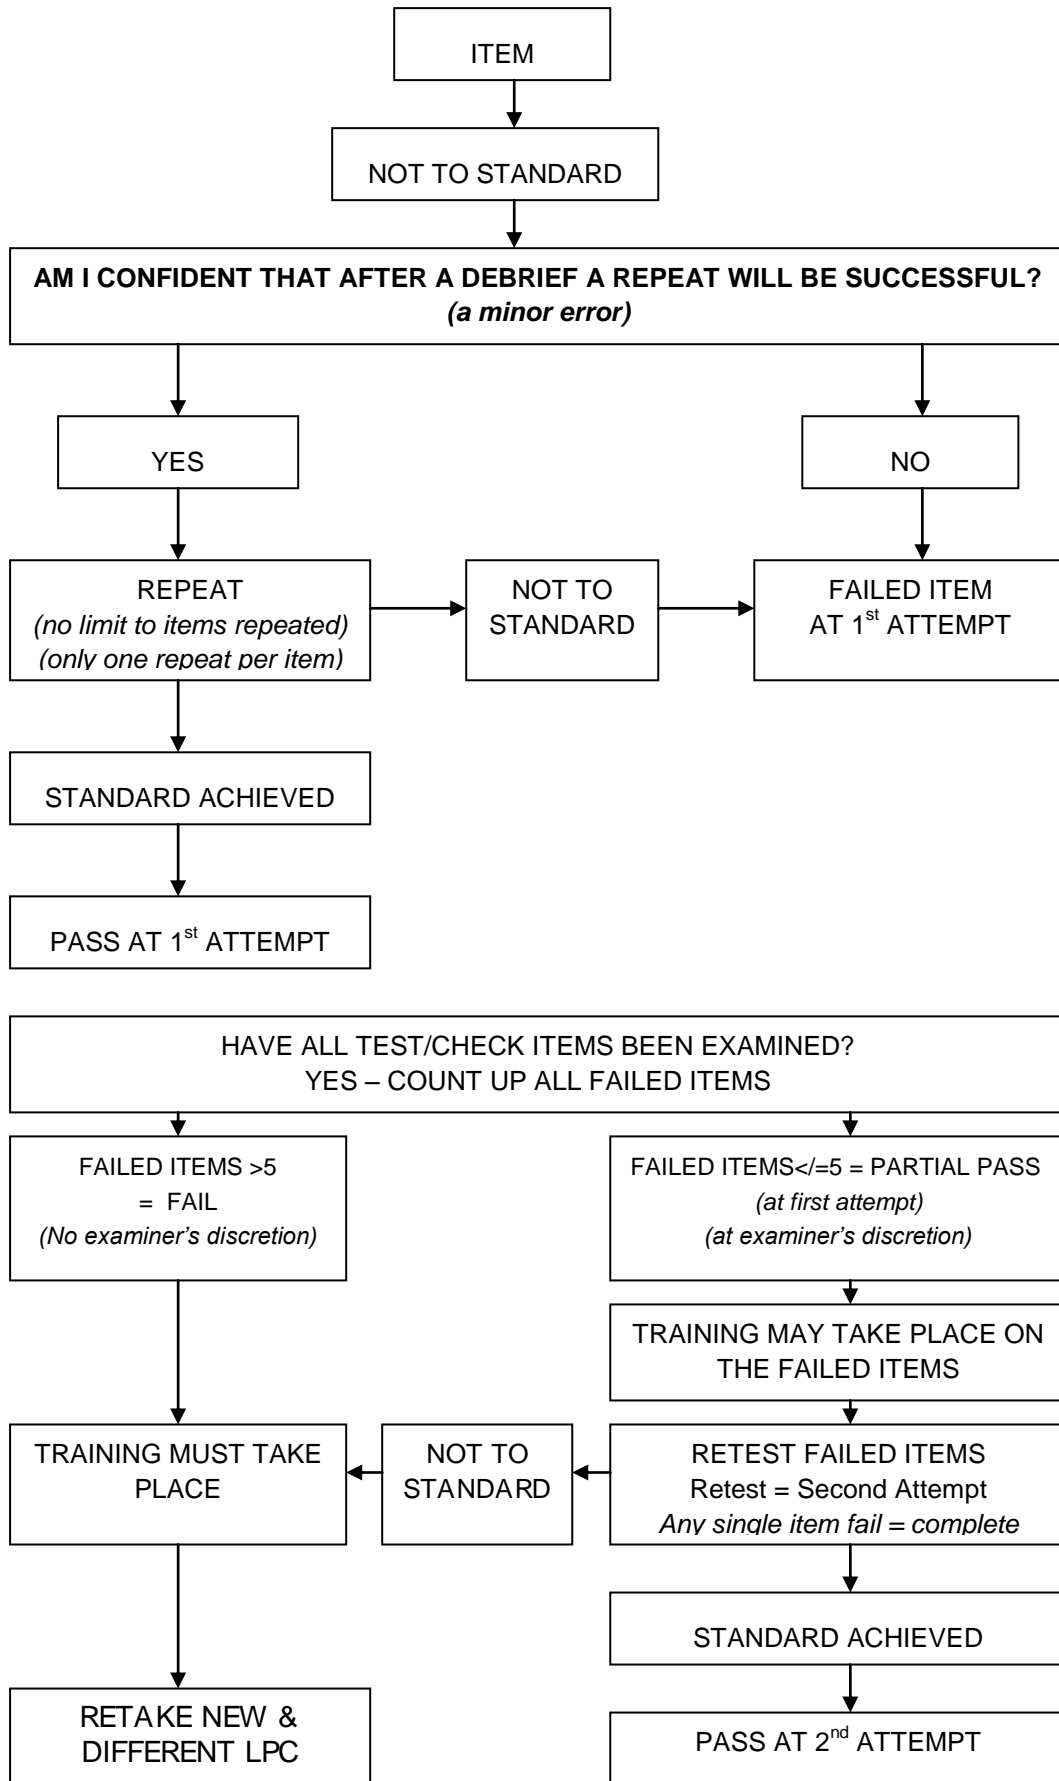 ITEM
NOT TO STANDARD
AM I CONFIDENT THAT AFTER A DEBRIEF A REPEAT WILL BE SUCCESSFUL?
(a minor error)
YES
NO
REPEAT
(no limit to items repeated)
(only one repeat per item)
NOT TO
STANDARD
FAILED ITEM
AT 1st ATTEMPT
STANDARD ACHIEVED
PASS AT 1st ATTEMPT
HAVE ALL TEST/CHECK ITEMS BEEN EXAMINED?
YES – COUNT UP ALL FAILED ITEMS
FAILED ITEMS >5
= FAIL
(No examiner's discretion)
FAILED ITEMS</=5 = PARTIAL PASS
(at first attempt)
(at examiner's discretion)
TRAINING MAY TAKE PLACE ON
THE FAILED ITEMS
TRAINING MUST TAKE
PLACE
NOT TO
STANDARD
RETEST FAILED ITEMS
Retest = Second Attempt
Any single item fail = complete
STANDARD ACHIEVED
RETAKE NEW &
DIFFERENT LPC
PASS AT 2nd ATTEMPT